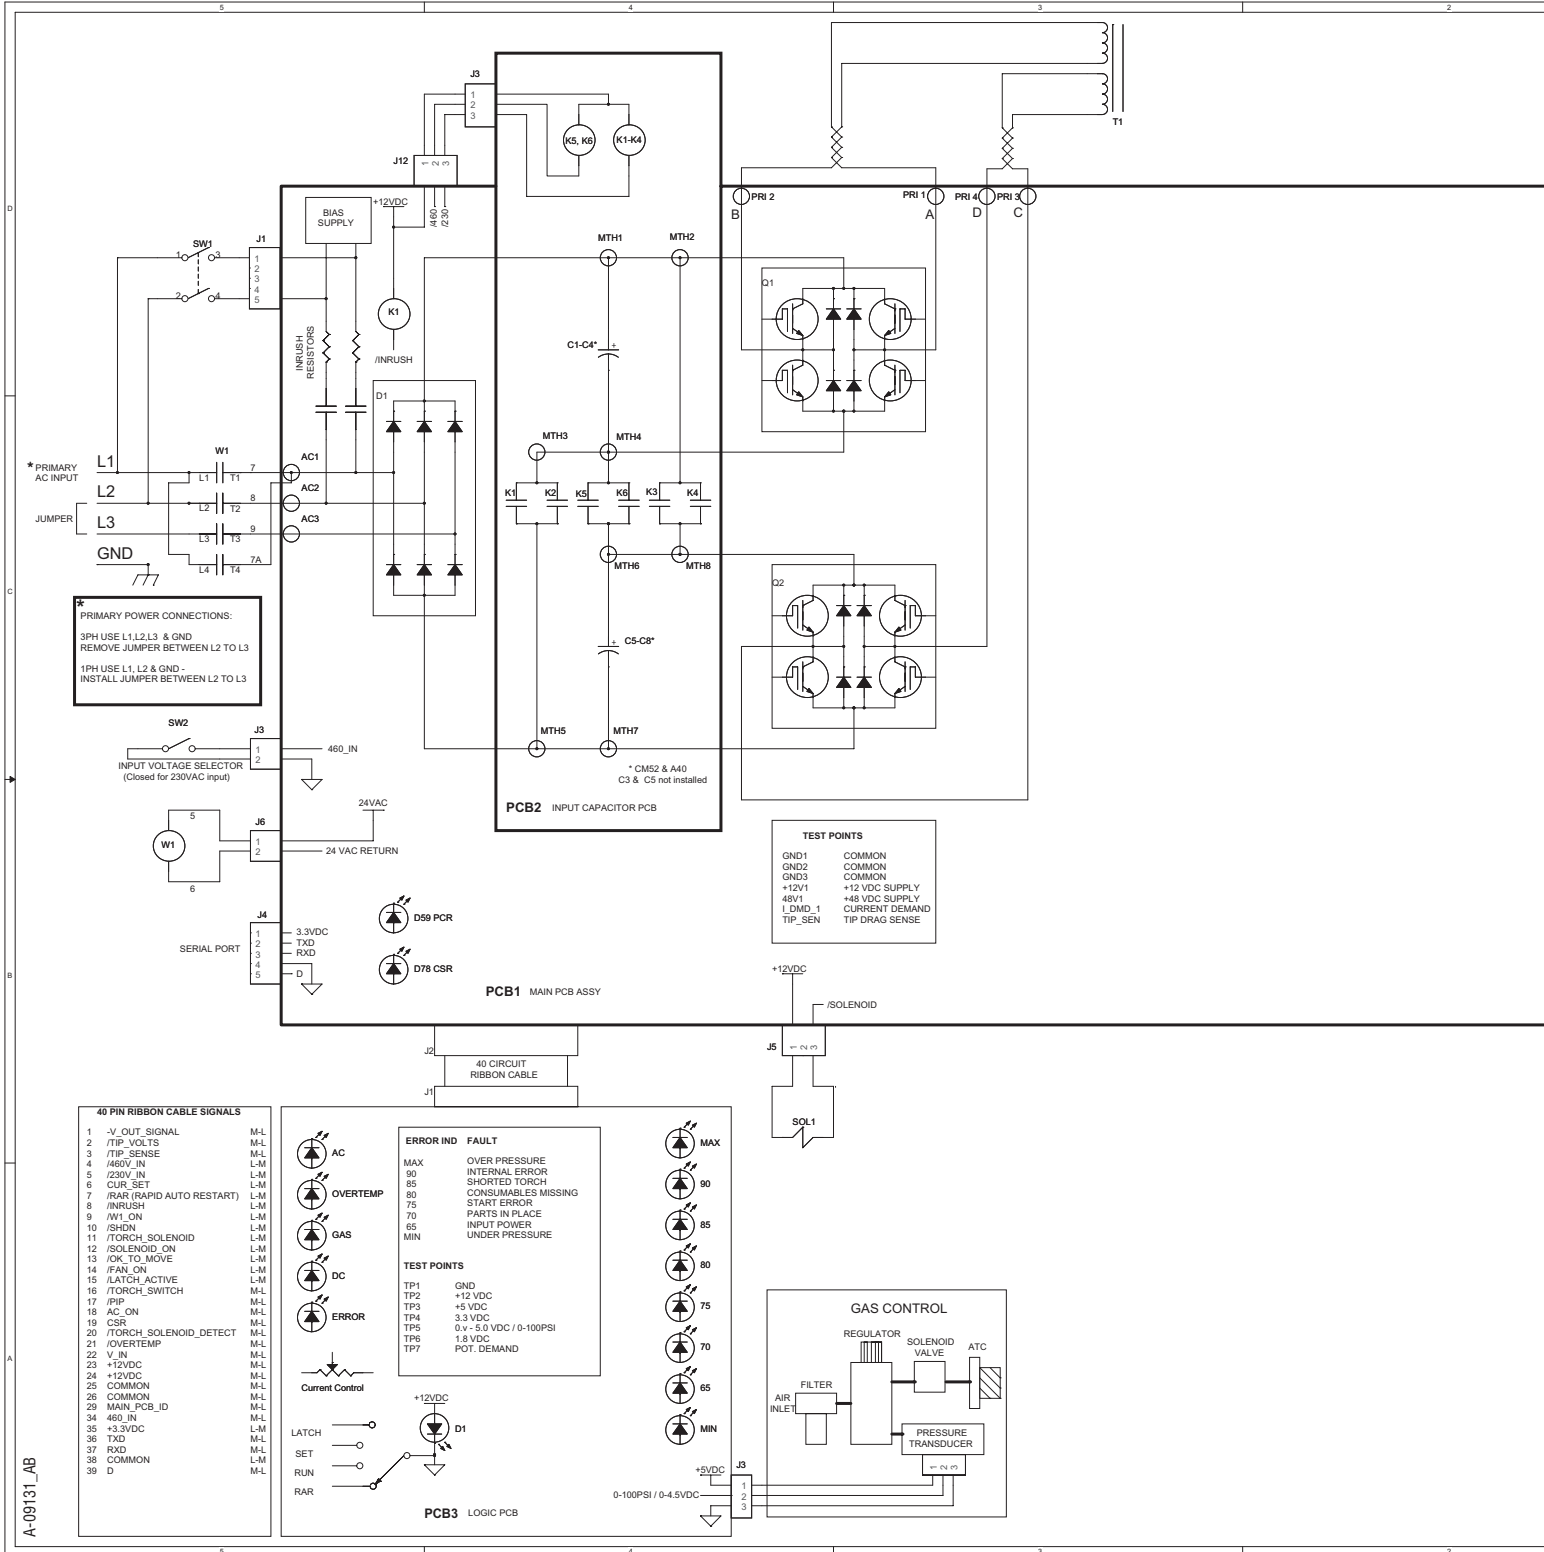 5
4
3
2
D
C
B
A
J3
1
2
3
K5, K6
K1-K4
T1
J12
1 2 3
+12VDC
/460
/230
BIAS
SUPPLY
PRI 2
B
PRI 1
A
PRI 4
D
PRI 3
C
SW1
1
3
2
4
J1
1
2
3
4
5
MTH1
MTH2
Q1
K1
/INRUSH
INRUSH
RESISTORS
C1-C4*
+
D1
MTH3
MTH4
* PRIMARY
AC INPUT
L1
L2
L3
GND
JUMPER
W1
L1
T1
7
L2
T2
8
L3
T3
9
L4
T4
7A
AC1
AC2
AC3
K1
K2
K5
K6
K3
K4
MTH6
MTH8
Q2
*
PRIMARY POWER CONNECTIONS:
3PH USE L1,L2,L3 & GND
REMOVE JUMPER BETWEEN L2 TO L3
1PH USE L1, L2 & GND -
INSTALL JUMPER BETWEEN L2 TO L3
+
C5-C8*
MTH5
MTH7
* CM52 & A40
C3 & C5 not installed
PCB2 INPUT CAPACITOR PCB
SW2
J3
1
2
460_IN
INPUT VOLTAGE SELECTOR
(Closed for 230VAC input)
24VAC
5
W1
6
J6
1
2
24 VAC RETURN
TEST POINTS
GND1 COMMON
GND2 COMMON
GND3 COMMON
+12V1 +12 VDC SUPPLY
48V1 +48 VDC SUPPLY
I_DMD_1 CURRENT DEMAND
TIP_SEN TIP DRAG SENSE
D59 PCR
D78 CSR
SERIAL PORT
J4
1 3.3VDC
2 TXD
3 RXD
4
5 D
PCB1 MAIN PCB ASSY
+12VDC
/SOLENOID
J5
1 2 3
SOL1
J2
40 CIRCUIT
RIBBON CABLE
J1
40 PIN RIBBON CABLE SIGNALS
1 -V_OUT_SIGNAL M-L
2 /TIP_VOLTS M-L
3 /TIP_SENSE M-L
4 /460V_IN L-M
5 /230V_IN L-M
6 CUR_SET L-M
7 /RAR (RAPID AUTO RESTART) L-M
8 /INRUSH L-M
9 /W1_ON L-M
10 /SHDN L-M
11 /TORCH_SOLENOID L-M
12 /SOLENOID_ON L-M
13 /OK_TO_MOVE L-M
14 /FAN_ON L-M
15 /LATCH_ACTIVE L-M
16 /TORCH_SWITCH M-L
17 /PIP M-L
18 AC_ON M-L
19 CSR M-L
20 /TORCH_SOLENOID_DETECT M-L
21 /OVERTEMP M-L
22 V_IN M-L
23 +12VDC M-L
24 +12VDC M-L
25 COMMON M-L
26 COMMON M-L
29 MAIN_PCB_ID M-L
34 460_IN M-L
35 +3.3VDC L-M
36 TXD M-L
37 RXD M-L
38 COMMON L-M
39 D M-L
AC
OVERTEMP
GAS
DC
ERROR
Current Control
ERROR IND FAULT
MAX OVER PRESSURE
90 INTERNAL ERROR
85 SHORTED TORCH
80 CONSUMABLES MISSING
75 START ERROR
70 PARTS IN PLACE
65 INPUT POWER
MIN UNDER PRESSURE
TEST POINTS
TP1 GND
TP2 +12 VDC
TP3 +5 VDC
TP4 3.3 VDC
TP5 0.v - 5.0 VDC / 0-100PSI
TP6 1.8 VDC
TP7 POT. DEMAND
MAX
90
85
80
75
70
65
MIN
+12VDC
D1
LATCH
SET
RUN
RAR
PCB3 LOGIC PCB
+5VDC
0-100PSI / 0-4.5VDC
J3
1
2
3
GAS CONTROL
REGULATOR
SOLENOID
VALVE
ATC
FILTER
AIR
INLET
PRESSURE
TRANSDUCER
1 2 3
A-09131_AB
5
4
3
2